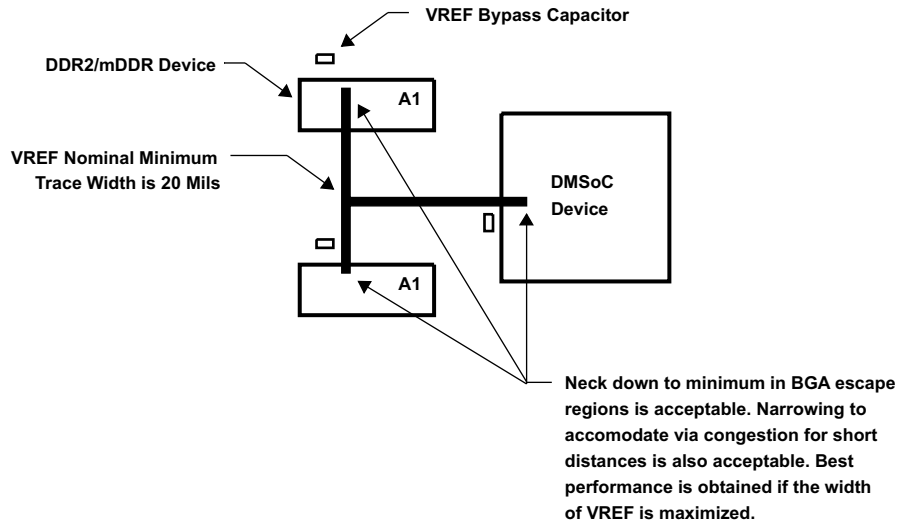 VREF Bypass Capacitor
DDR2/mDDR Device
A1
VREF Nominal Minimum
Trace Width is 20 Mils
DMSoC
Device
A1
Neck down to minimum in BGA escape
regions is acceptable. Narrowing to
accomodate via congestion for short
distances is also acceptable. Best
performance is obtained if the width
of VREF is maximized.